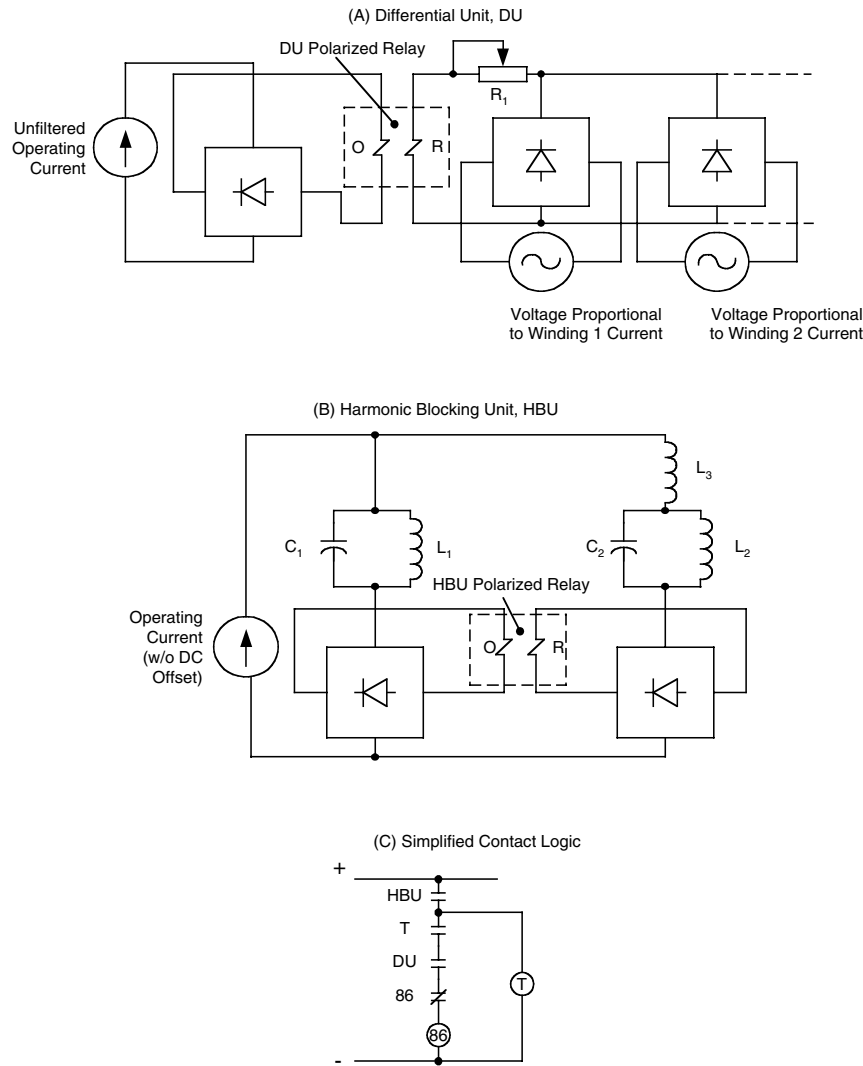 (A) Differential Unit, DU
DU Polarized Relay
R1
Unfiltered
Operating
Current
O
R
Voltage Proportional
to Winding 1 Current
Voltage Proportional
to Winding 2 Current
(B) Harmonic Blocking Unit, HBU
L3
C1
L1
C2
L2
HBU Polarized Relay
Operating
Current
(w/o DC
Offset)
O
R
(C) Simplified Contact Logic
+
HBU
T
DU
T
86
86
-